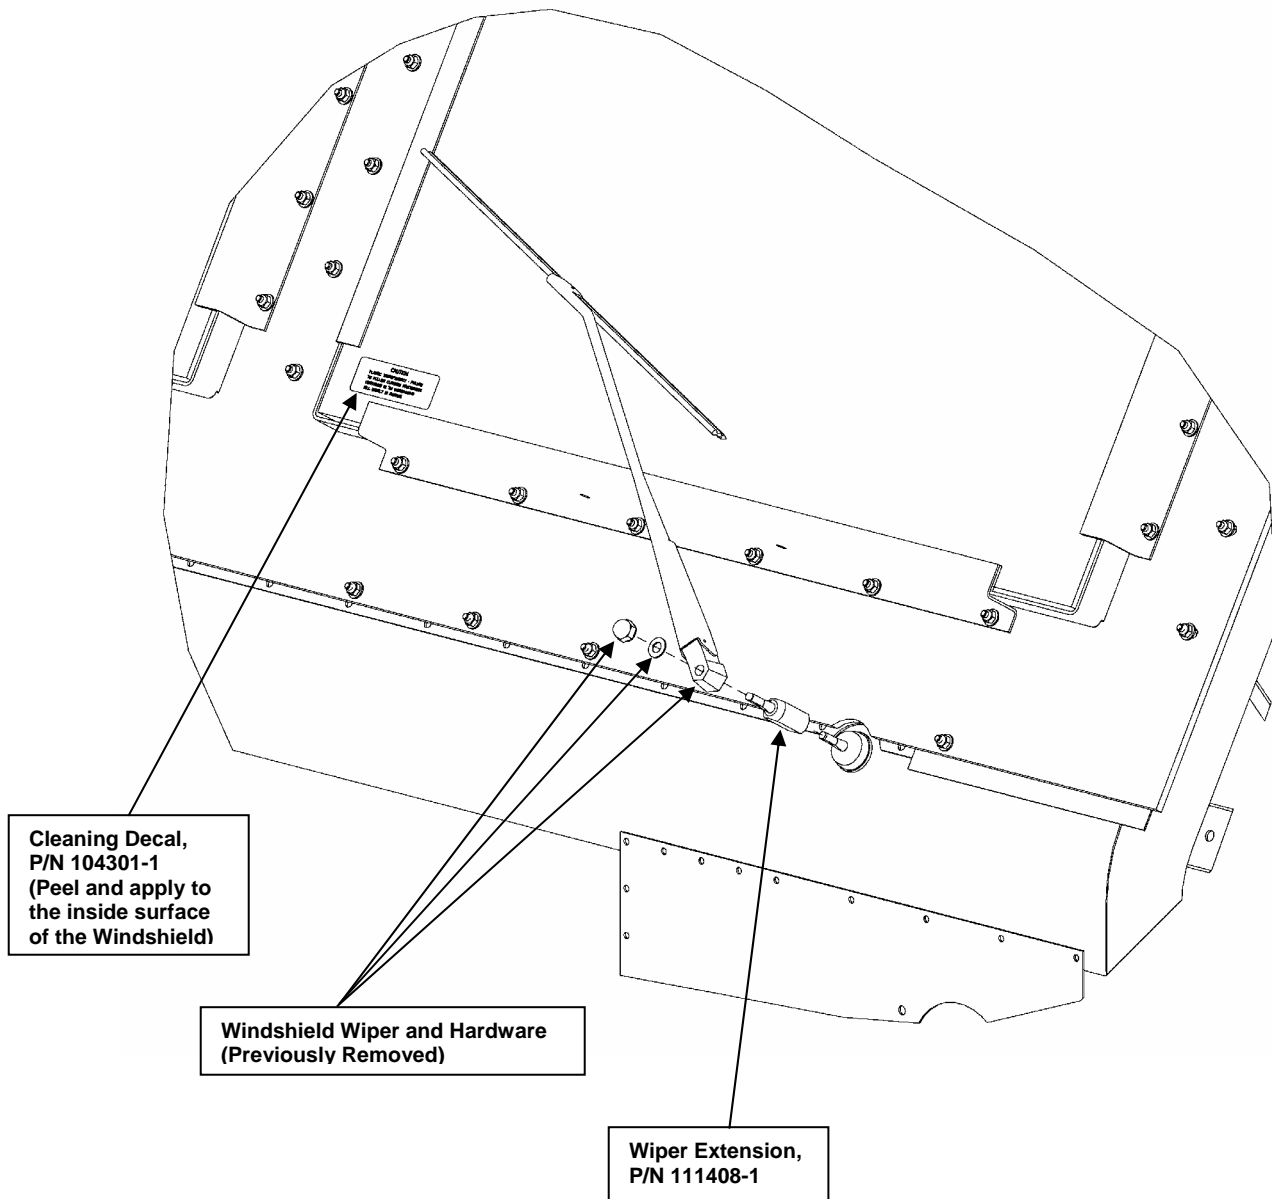 CAUTION
Cleaning Decal,
P/N 104301-1
(Peel and apply to
the inside surface
of the Windshield)
Windshield Wiper and Hardware
(Previously Removed)
Wiper Extension,
P/N 111408-1